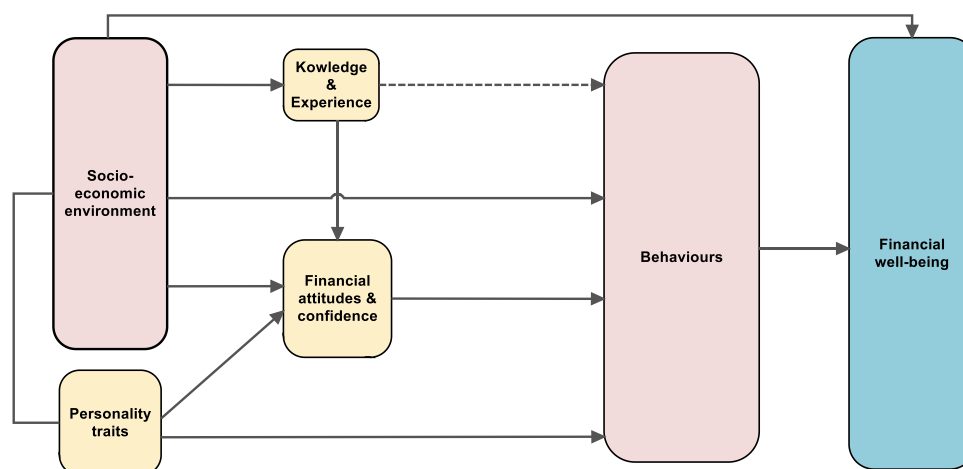 Kowledge
&
Experience
Socio-
economic
environment
Financial
attitudes &
confidence
Personality
traits
Behaviours
Financial
well-being